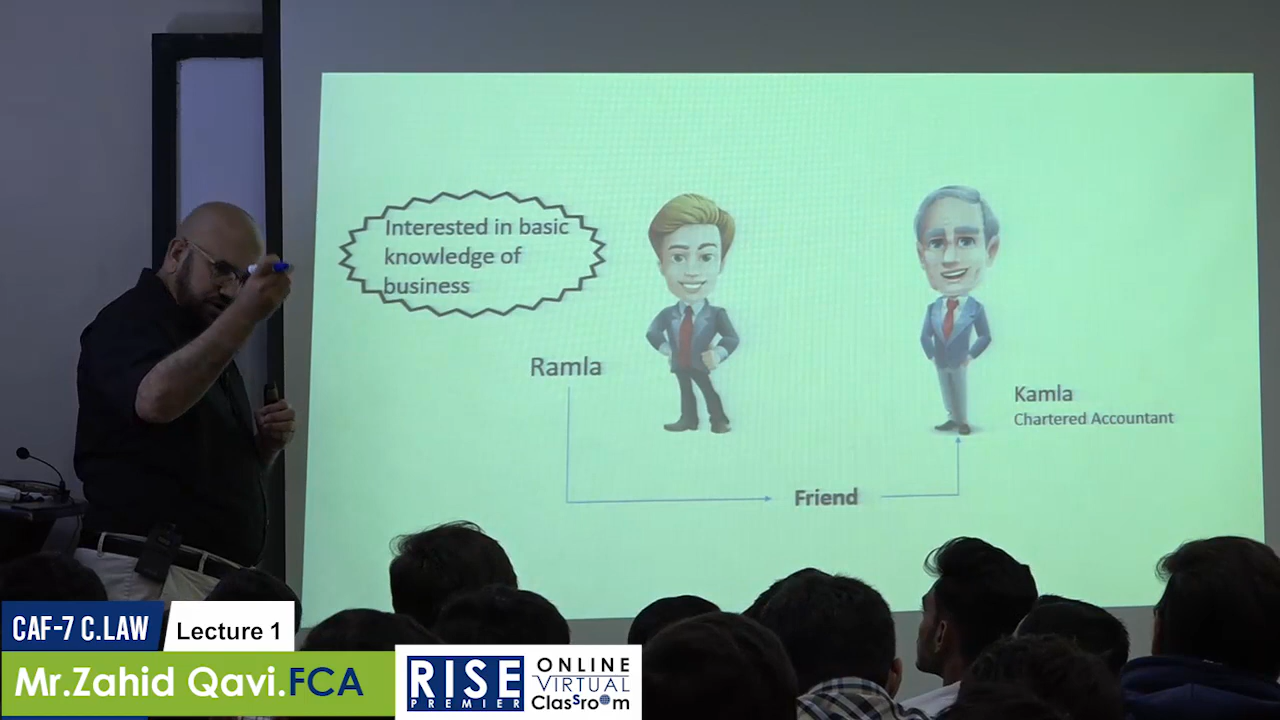 Interested in basic
knowledge of
business
Ramla
Kamla
Chartered Accountant
Friend
CAF-7 C.LAW
Lecture 1
Mr.Zahid Qavi.FCA
RISE
PREMIER
ONLINE
VIRTUAL
ClassrOom